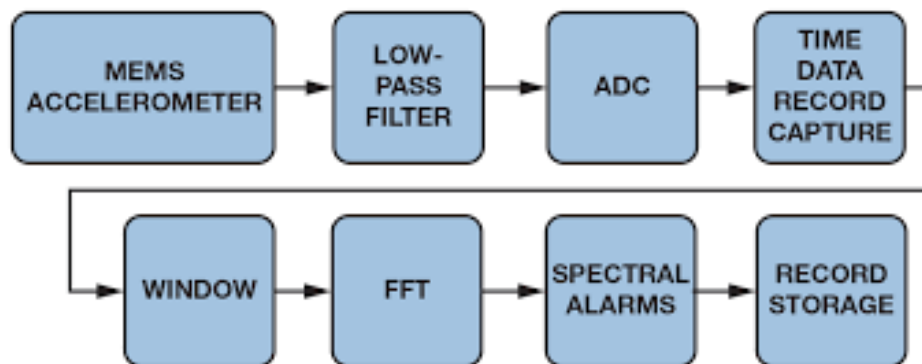 MEMS
ACCELEROMETER
LOW-
PASS
FILTER
ADC
TIME
DATA
RECORD
CAPTURE
WINDOW
FFT
SPECTRAL
ALARMS
RECORD
STORAGE